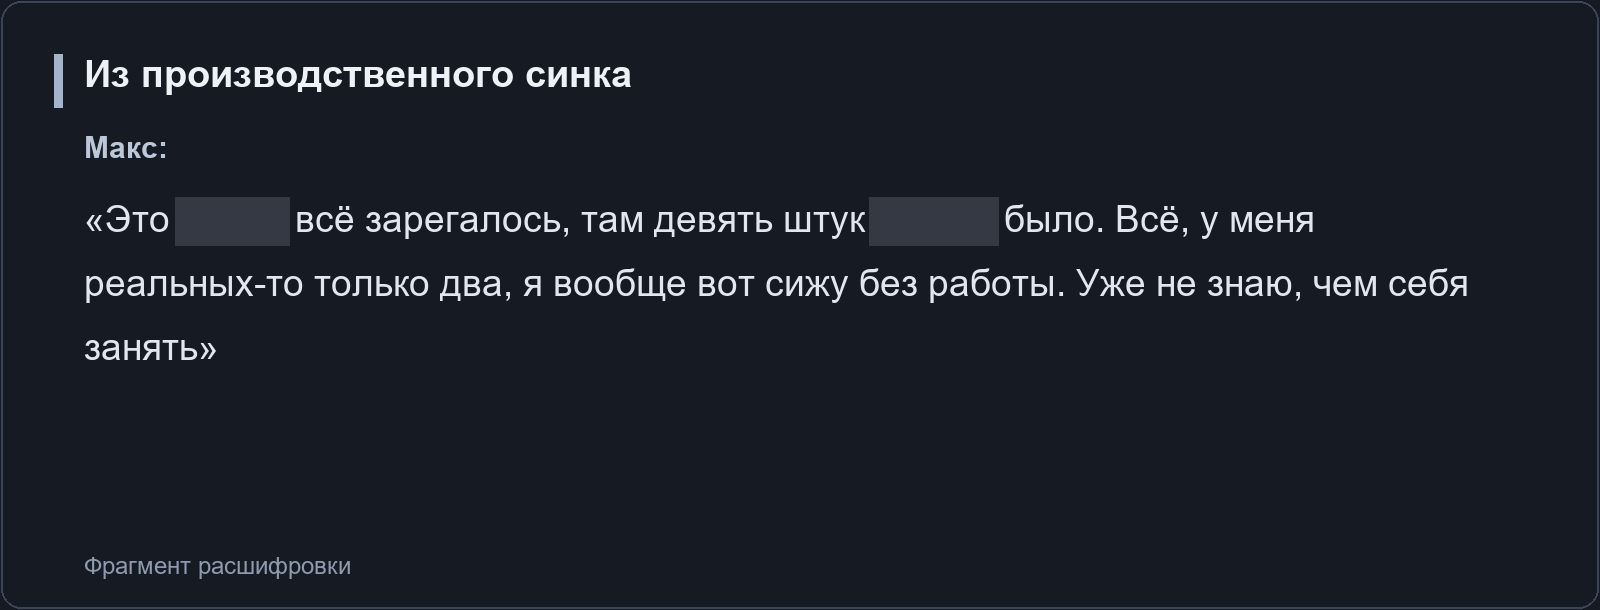 Из производственного синка
Макс:
«Это всё зарегалось, там девять штук было. Всё, у меня
реальных-то только два, я вообще вот сижу без работы. Уже не знаю, чем себя
занять»
Фрагмент расшифровки